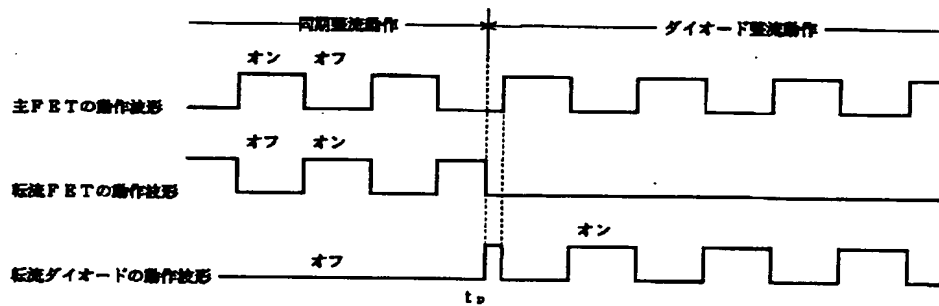 同期整流動作
ダイオード整流動作
オン オフ
主FETの動作波形
オフ オン
転流FETの動作波形
オン
オフ
転流ダイオードの動作波形
tp